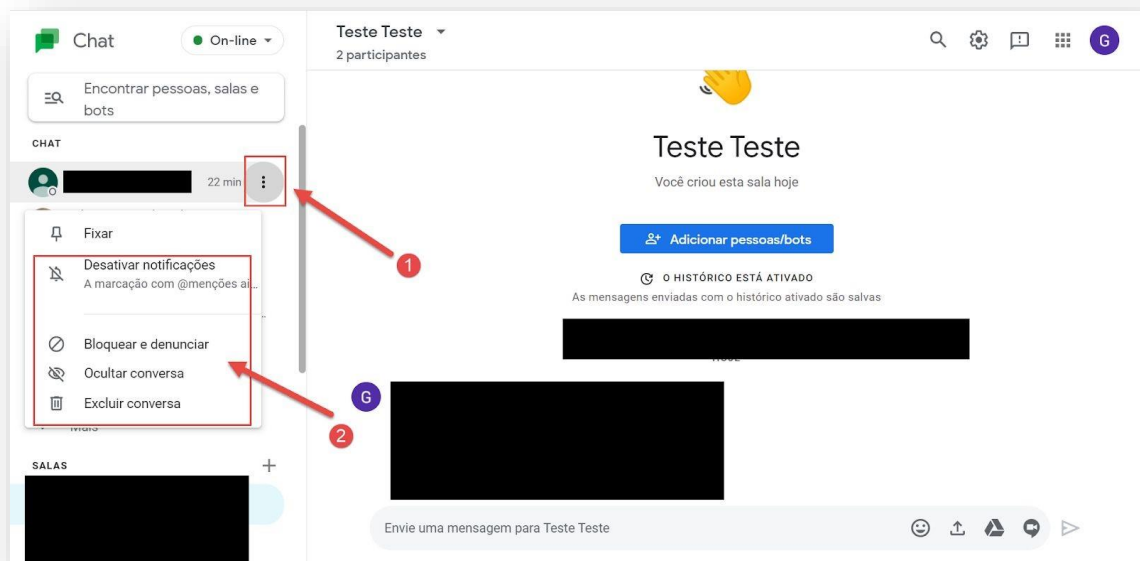 Chat
On-line
Encontrar pessoas, salas e
bots
CHAT
22 min
Fixar
Desativar notificações
A marcação com @menções ai...
Bloquear e denunciar
Ocultar conversa
Excluir conversa
Mais
SALAS
Teste Teste
2 participantes
G
Teste Teste
Você criou esta sala hoje
Adicionar pessoas/bots
O HISTÓRICO ESTÁ ATIVADO
As mensagens enviadas com o histórico ativado são salvas
G
Envie uma mensagem para Teste Teste
1
2